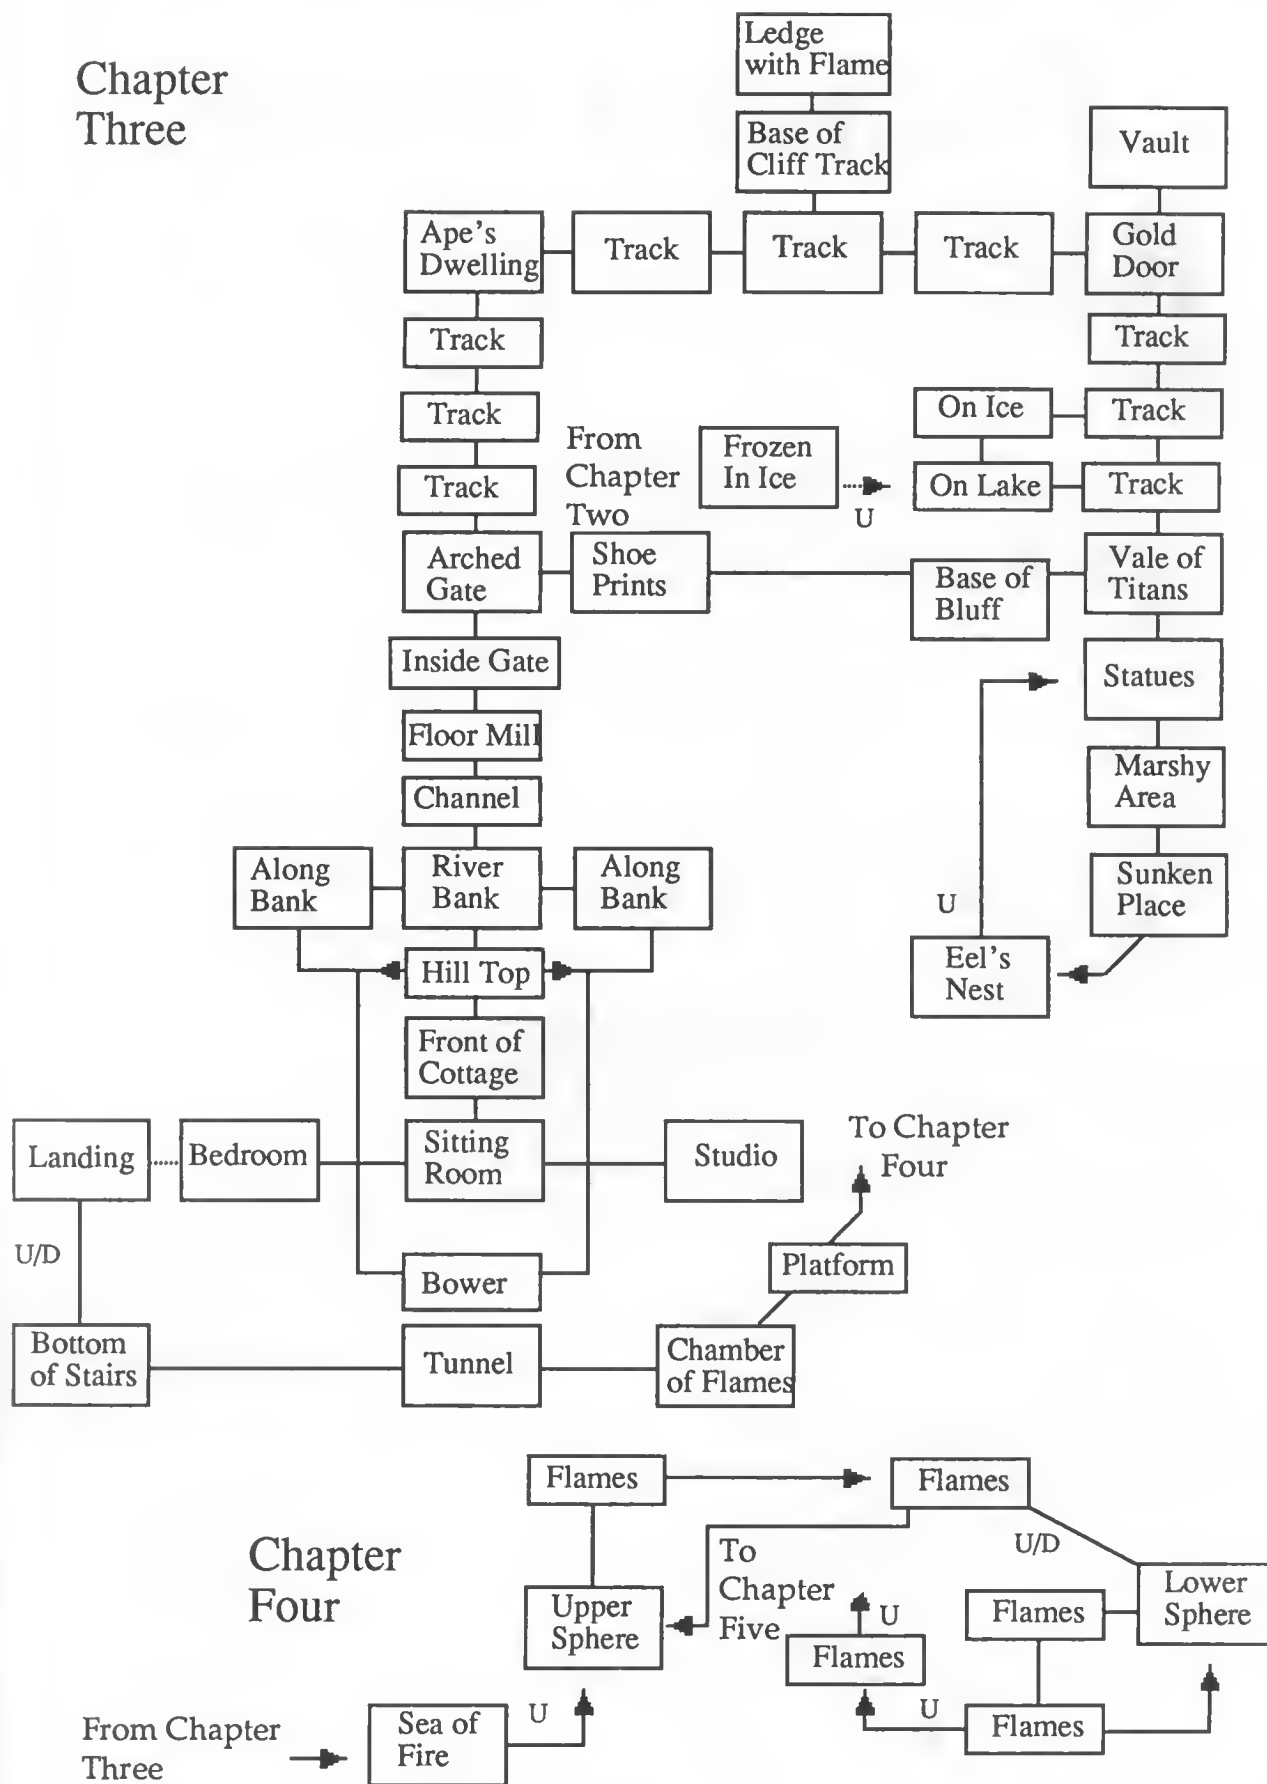 Chapter
Three
Ledge
with Flame
Base of
Cliff Track
Vault
Ape's
Dwelling
Track
Track
Track
Gold
Door
Track
Track
Track
On Ice
Track
Track
From
Chapter
Two
Frozen
In Ice
U
On Lake
Track
Arched
Gate
Shoe
Prints
Base of
Bluff
Vale of
Titans
Inside Gate
Statues
Floor Mill
Marshy
Area
Channel
Along
Bank
River
Bank
Along
Bank
Sunken
Place
U
Hill Top
Eel's
Nest
Front of
Cottage
Landing
Bedroom
Sitting
Room
Studio
To Chapter
Four
U/D
Bower
Platform
Bottom
of Stairs
Tunnel
Chamber
of Flames
Chapter
Four
Flames
Flames
U/D
To
Chapter
Five
Upper
Sphere
U
Flames
Flames
Lower
Sphere
From Chapter
Three
Sea of
Fire
U
U
Flames